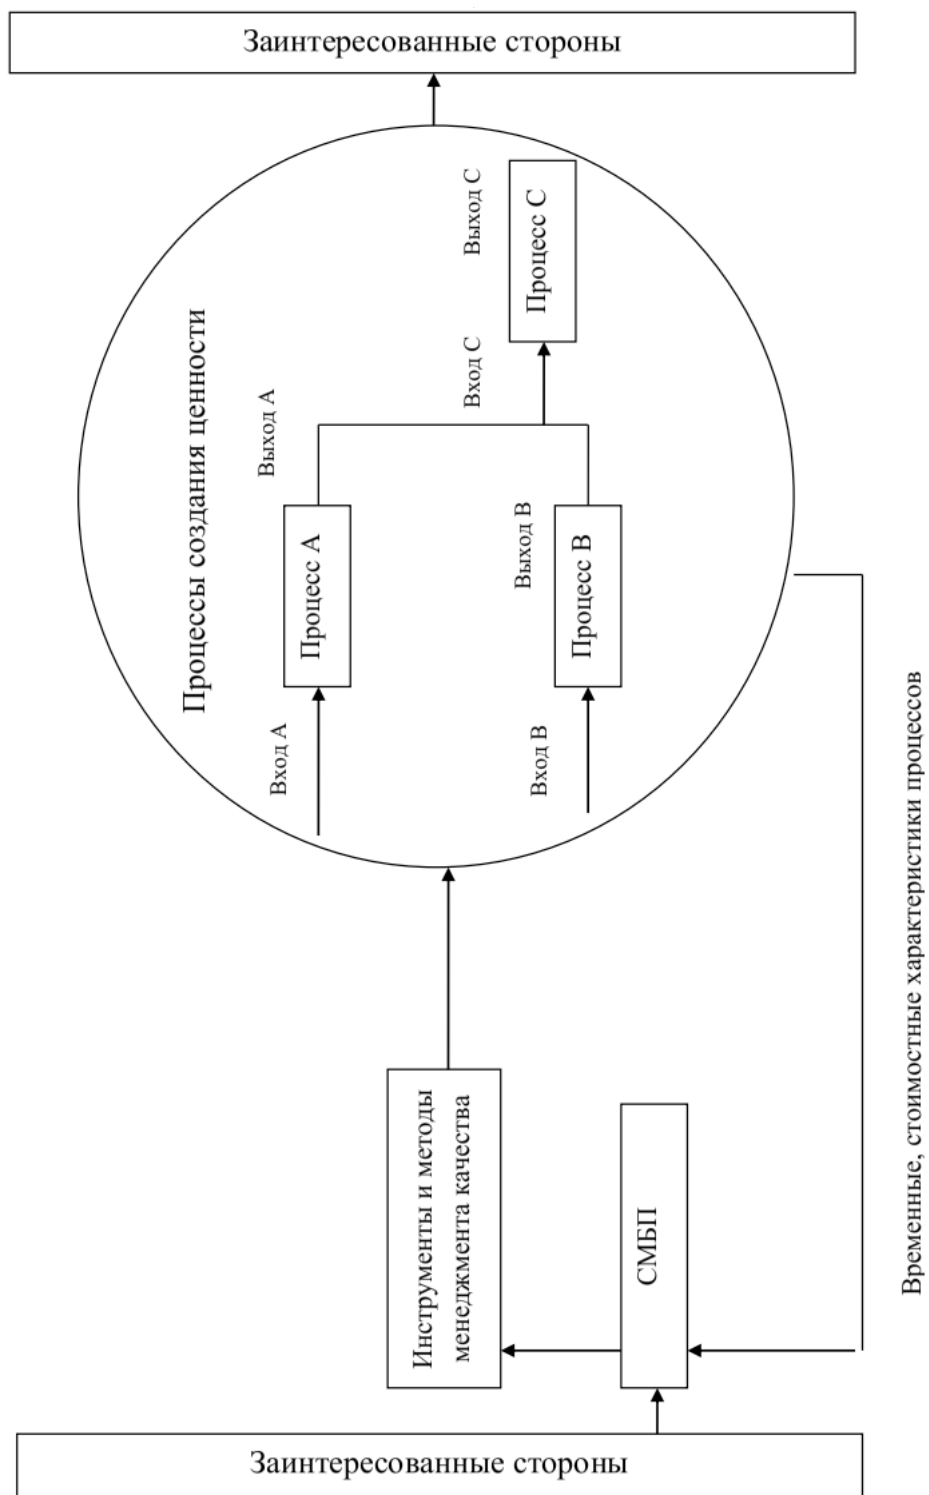 Заинтересованные стороны
Процессы создания ценности
Выход С
Процесс С
Вход С
Выход А
Процесс А
Вход А
Выход В
Процесс В
Вход В
Временные, стоимостные характеристики процессов
Инструменты и методы
менеджмента качества
СМБП
Заинтересованные стороны